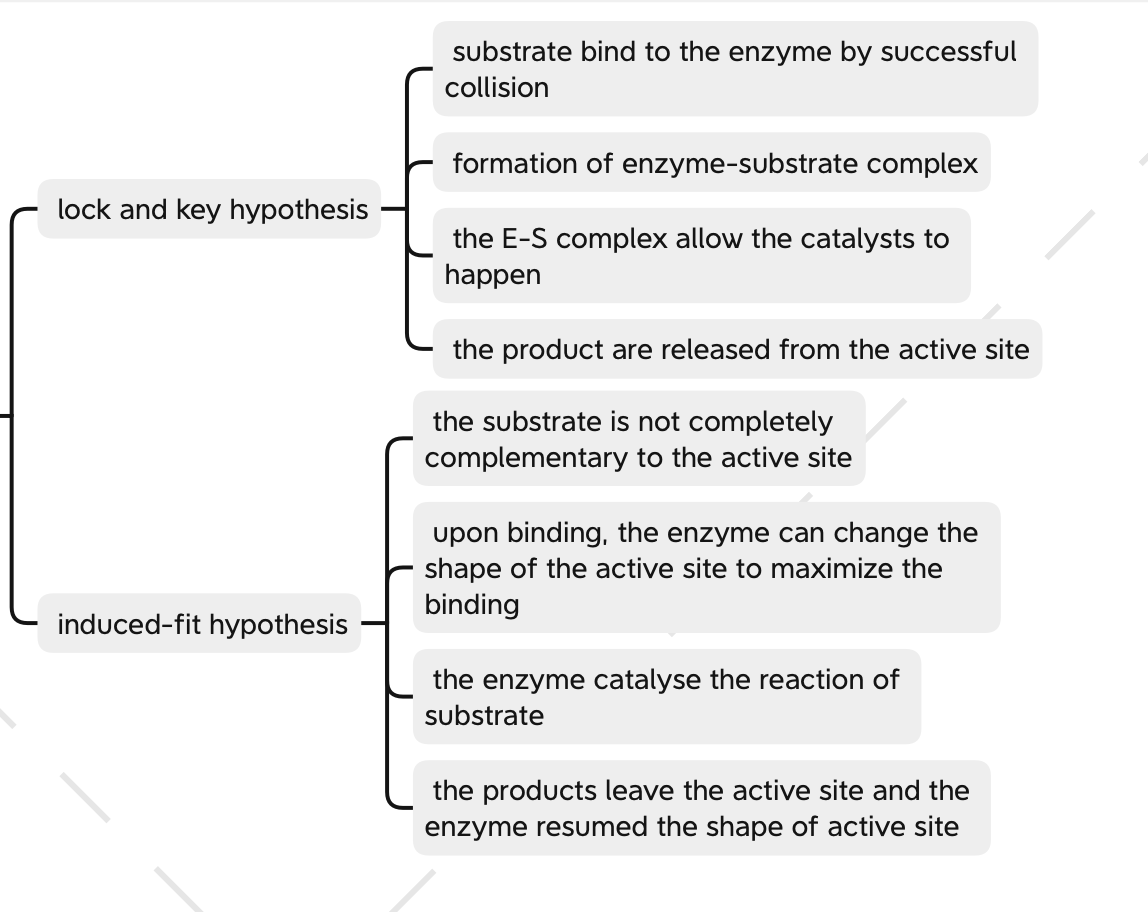 substrate bind to the enzyme by successful
collision
formation of enzyme-substrate complex
lock and key hypothesis
the E-S complex allow the catalysts to
happen
the product are released from the active site
the substrate is not completely
complementary to the active site
upon binding, the enzyme can change the
shape of the active site to maximize the
binding
induced-fit hypothesis
the enzyme catalyse the reaction of
substrate
the products leave the active site and the
enzyme resumed the shape of active site